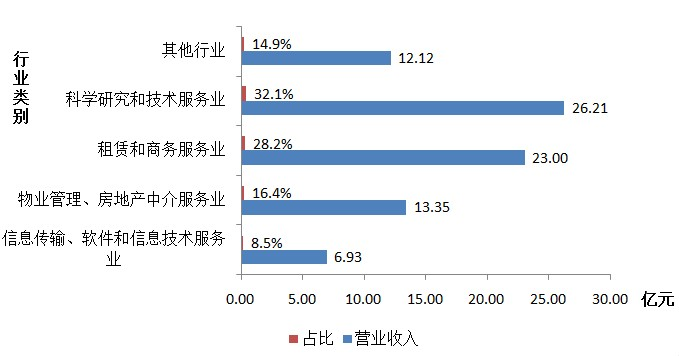 行业类别
其他行业
14.9%
12.12
科学研究和技术服务业
32.1%
26.21
租赁和商务服务业
28.2%
23.00
物业管理、房地产中介服务业
16.4%
13.35
信息传输、软件和信息技术服务
业
8.5%
6.93
0.00 5.00 10.00 15.00 20.00 25.00 30.00 亿元
占比 营业收入